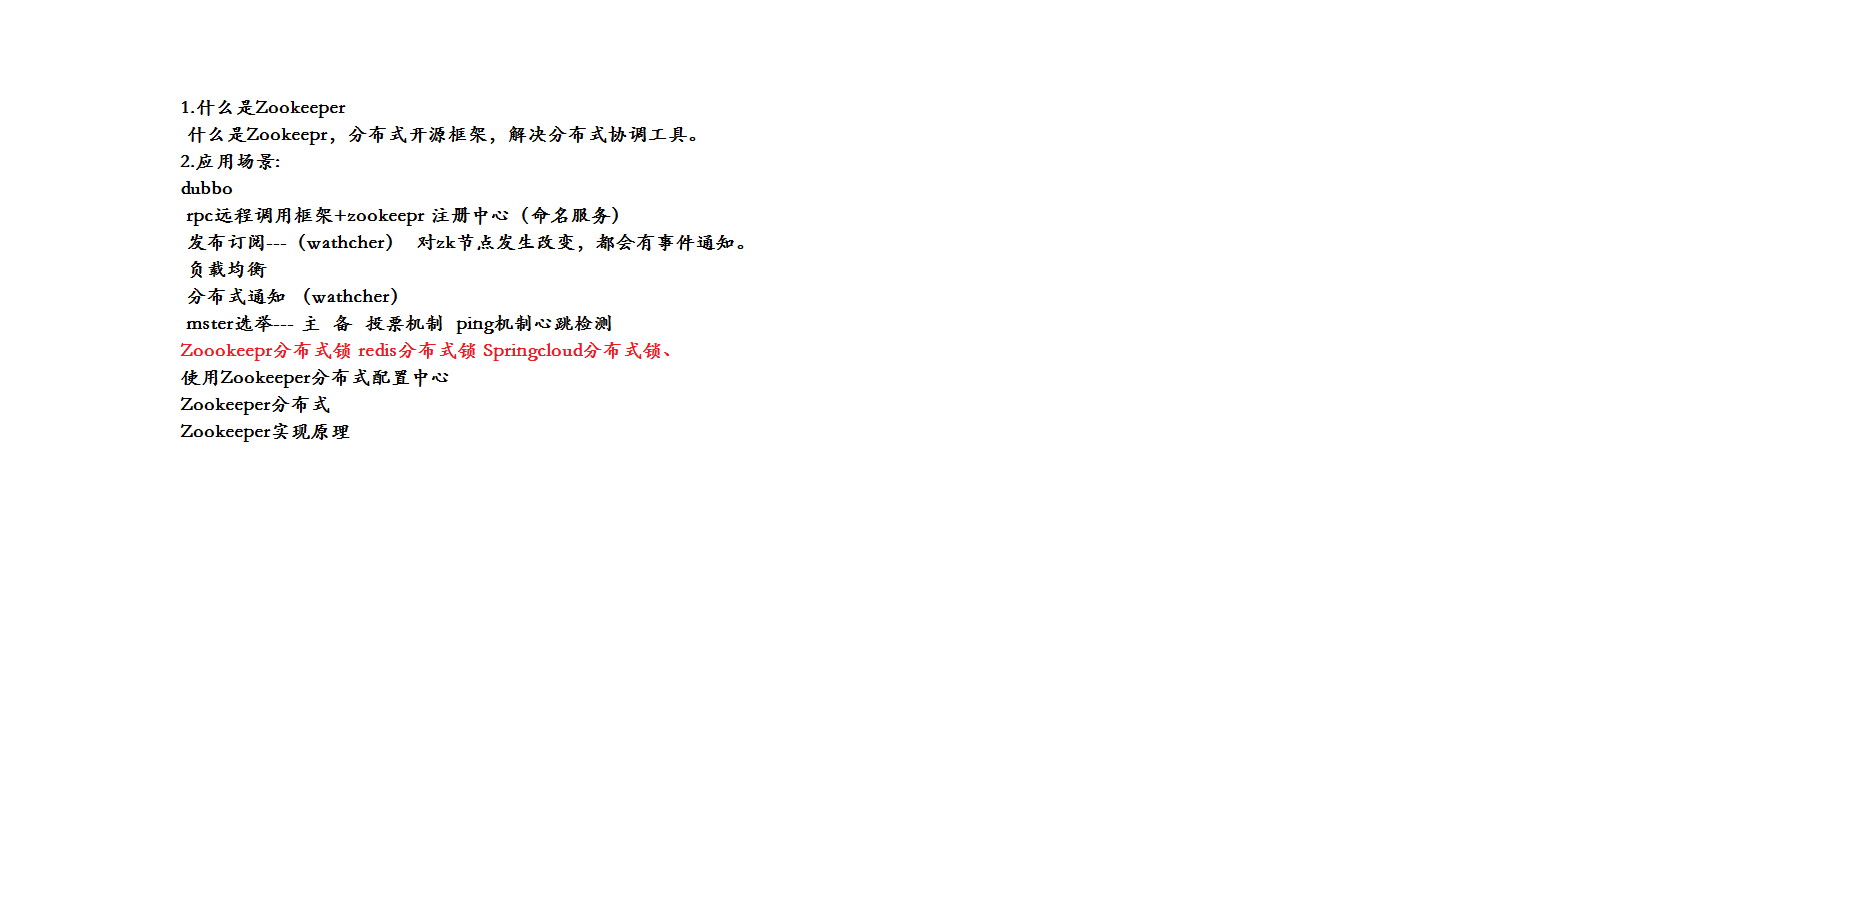 1.什么是Zookeeper
什么是Zookeepr，分布式开源框架，解决分布式协调工具。
2.应用场景:
dubbo
rpc远程调用框架+zookeepr 注册中心（命名服务）
发布订阅---（wathcher）  对zk节点发生改变，都会有事件通知。
负载均衡
分布式通知 （wathcher）
mster选举--- 主  备  投票机制  ping机制心跳检测
Zoookeepr分布式锁 redis分布式锁 Springcloud分布式锁、
使用Zookeeper分布式配置中心
Zookeeper分布式
Zookeeper实现原理